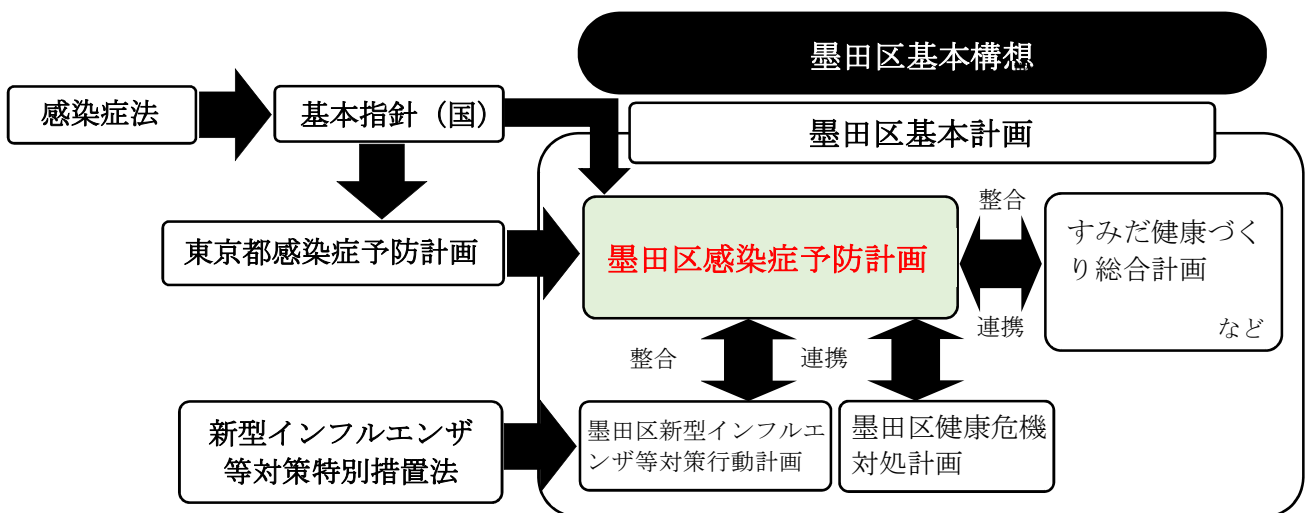 墨田区基本構想
感染症法
基本指針（国）
墨田区基本計画
東京都感染症予防計画
墨田区感染症予防計画
整合
連携
すみだ健康づく
り総合計画
など
整合
連携
新型インフルエンザ
等対策特別措置法
墨田区新型インフルエ
ンザ等対策行動計画
墨田区健康危機
対処計画